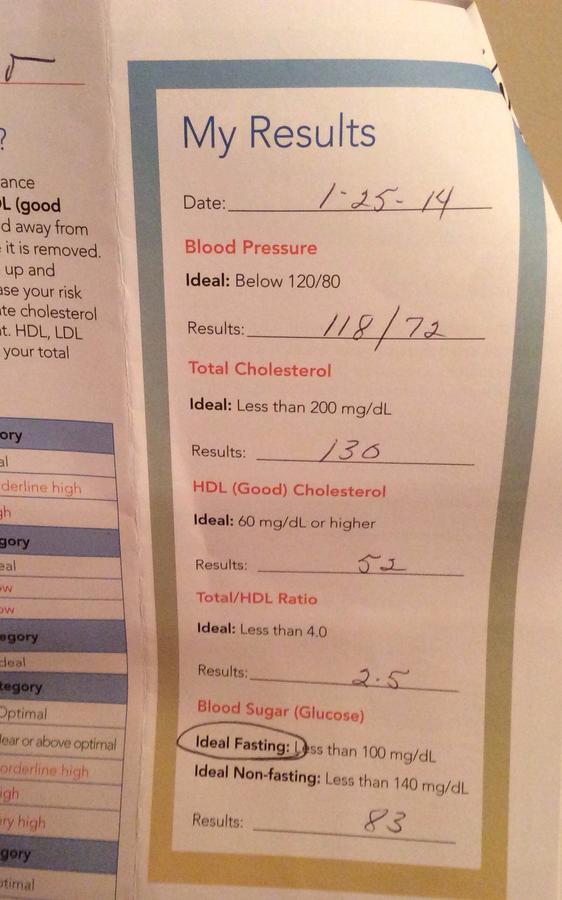 ?
ance
DL (good
d away from
it is removed.
up and
ase your risk
te cholesterol
t. HDL, LDL
your total
ory
al
derline high
gh
gory
eal
ow
ow
egory
deal
tegory
Optimal
lear or above optimal
orderline high
igh
ry high
gory
otimal
My Results
Date: 1-25-14
Blood Pressure
Ideal: Below 120/80
Results: 118/72
Total Cholesterol
Ideal: Less than 200 mg/dL
Results: 130
HDL (Good) Cholesterol
Ideal: 60 mg/dL or higher
Results: 52
Total/HDL Ratio
Ideal: Less than 4.0
Results: 2.5
Blood Sugar (Glucose)
Ideal Fasting: Less than 100 mg/dL
Ideal Non-fasting: Less than 140 mg/dL
Results: 83